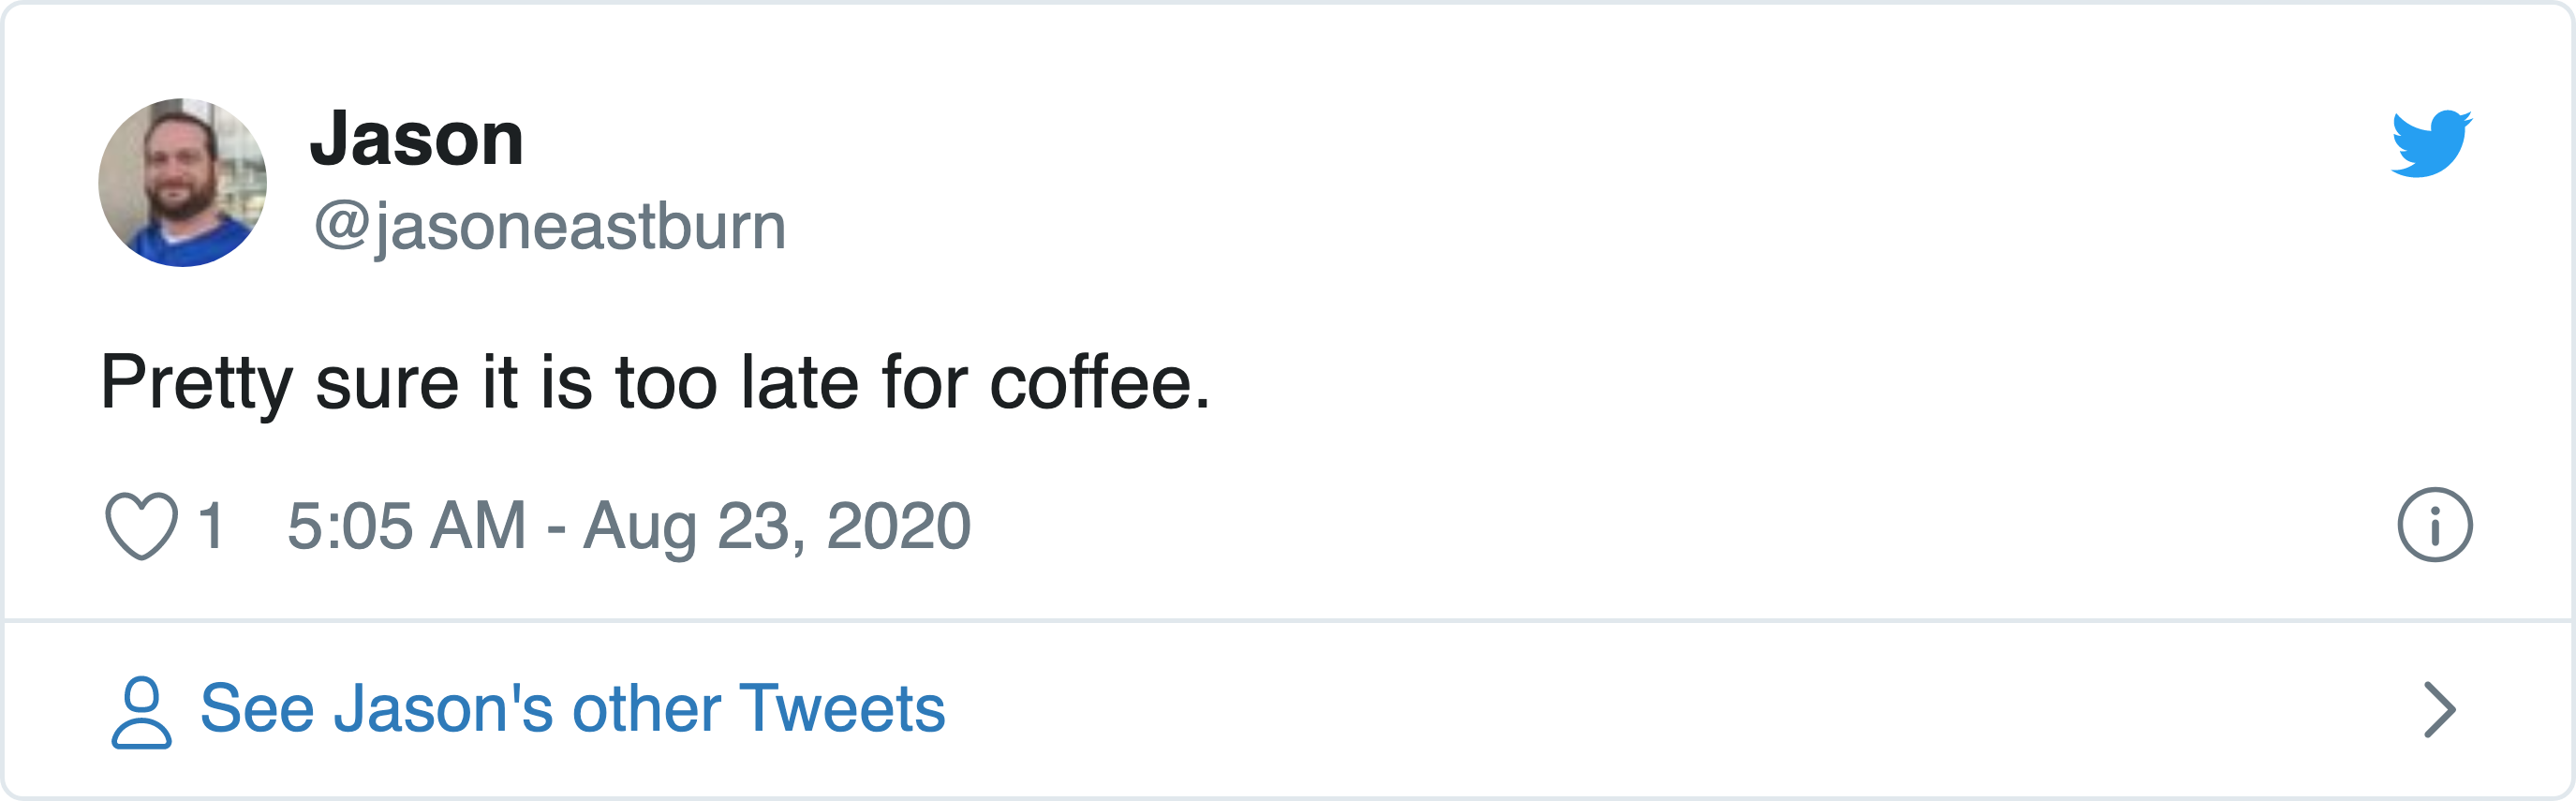 Jason
@jasoneastburn
Pretty sure it is too late for coffee.
1 5:05 AM - Aug 23, 2020
See Jason's other Tweets